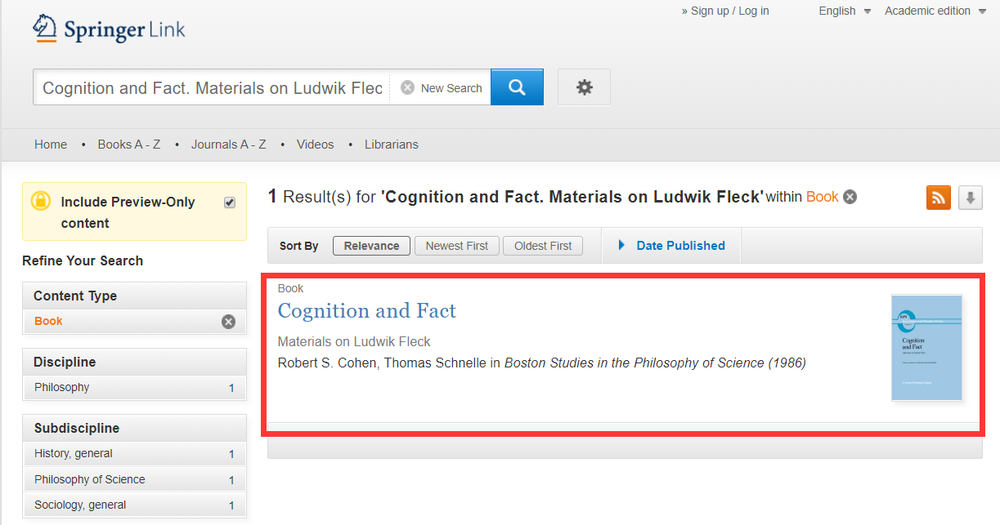 » Sign up / Log in English Academic edition
Springer Link
Cognition and Fact. Materials on Ludwik Flec New Search
Home • Books A - Z • Journals A - Z • Videos • Librarians
Include Preview-Only
content
Refine Your Search
Content Type
Book
Discipline
Philosophy 1
Subdiscipline
History, general 1
Philosophy of Science 1
Sociology, general 1
1 Result(s) for 'Cognition and Fact. Materials on Ludwik Fleck' within Book
Sort By Relevance Newest First Oldest First Date Published
Book
Cognition and Fact
Materials on Ludwik Fleck
Robert S. Cohen, Thomas Schnelle in Boston Studies in the Philosophy of Science (1986)
Cognition
and Fact